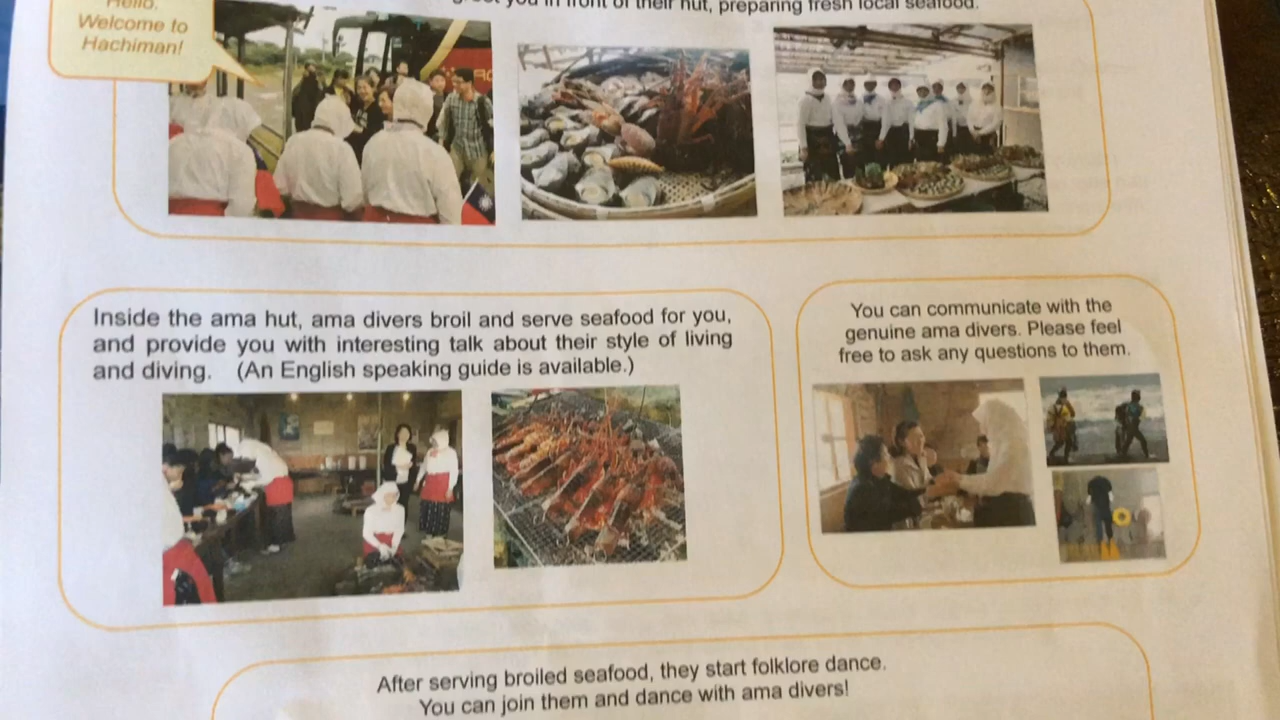 you in front of their hut, preparing fresh local seafood.
Hello.
Welcome to
Hachiman!
Inside the ama hut, ama divers broil and serve seafood for you,
and provide you with interesting talk about their style of living
and diving. (An English speaking guide is available.)
You can communicate with the
genuine ama divers. Please feel
free to ask any questions to them.
After serving broiled seafood, they start folklore dance.
You can join them and dance with ama divers!